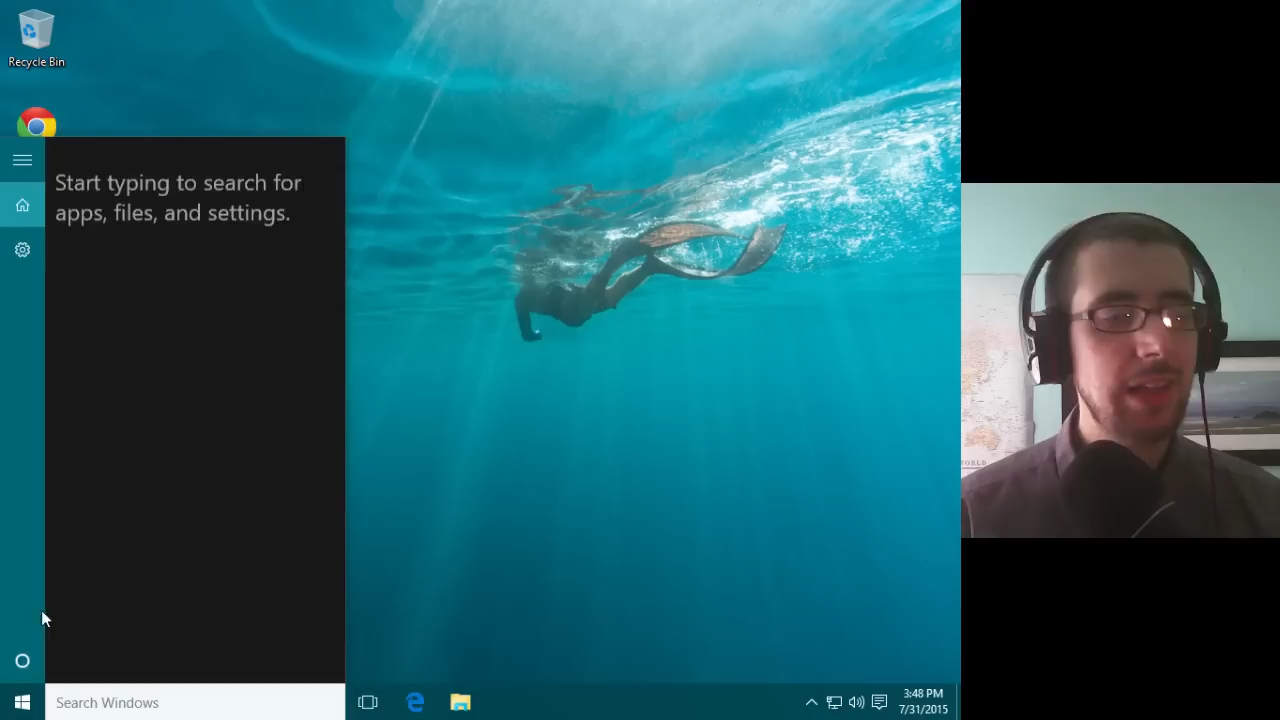 Recycle Bin
Start typing to search for
apps, files, and settings.
Search Windows
3:48 PM
7/31/2015